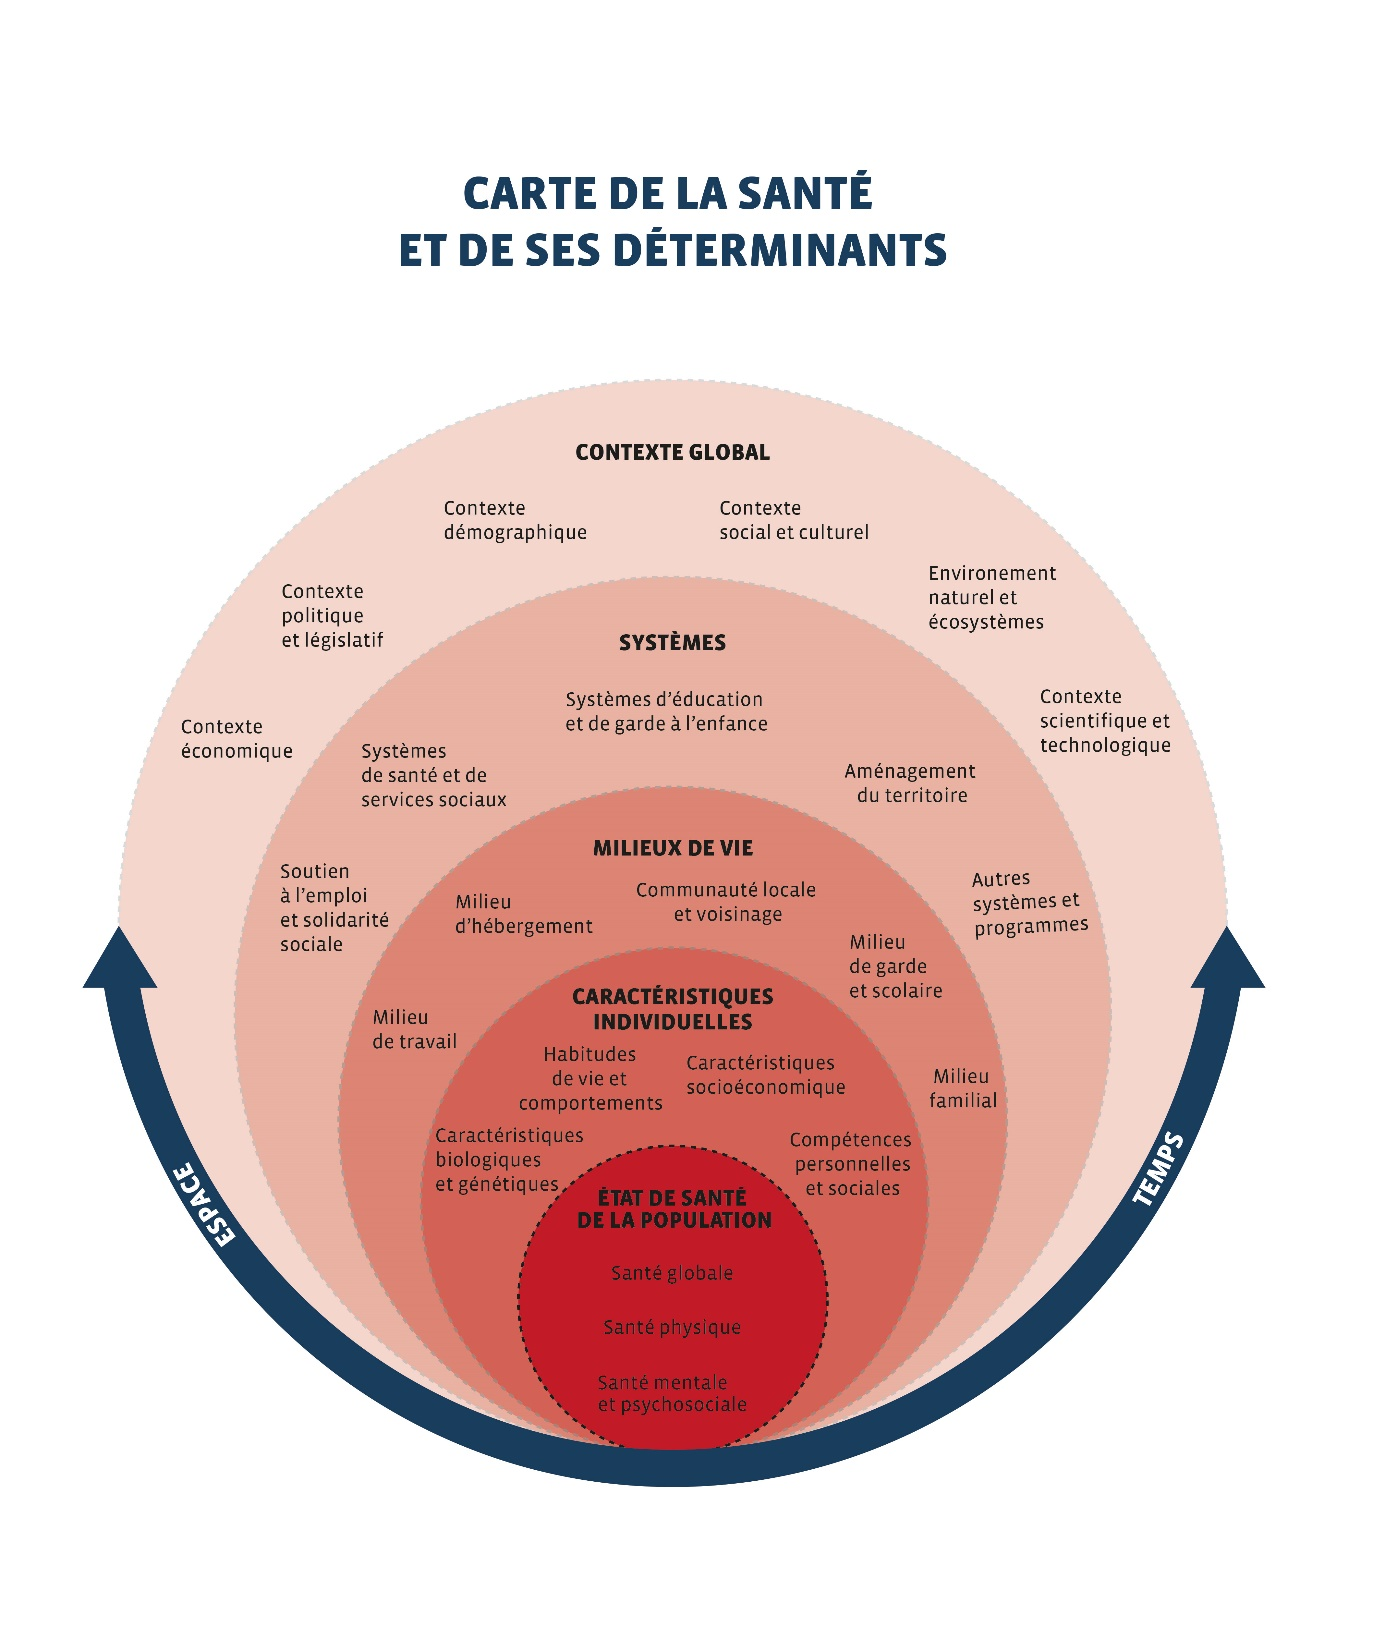 CARTE DE LA SANTÉ
ET DE SES DÉTERMINANTS
CONTEXTE GLOBAL
Contexte
démographique
Contexte
social et culturel
Contexte
politique
et législatif
Environement
naturel et
écosystèmes
Contexte
économique
Contexte
scientifique et
technologique
SYSTÈMES
Systèmes d'éducation
et de garde à l'enfance
Systèmes
de santé et de
services sociaux
Aménagement
du territoire
Soutien
à l'emploi
et solidarité
sociale
Autres
systèmes et
programmes
MILIEUX DE VIE
Milieu
d'hébergement
Communauté locale
et voisinage
Milieu
de garde
et scolaire
Milieu
de travail
Milieu
familial
CARACTÉRISTIQUES
INDIVIDUELLES
Habitudes
de vie et
comportements
Caractéristiques
socioéconomique
Caractéristiques
biologiques
et génétiques
Compétences
personnelles
et sociales
ÉTAT DE SANTÉ
DE LA POPULATION
Santé globale
Santé physique
Santé mentale
et psychosociale
ESPACE
TEMPS